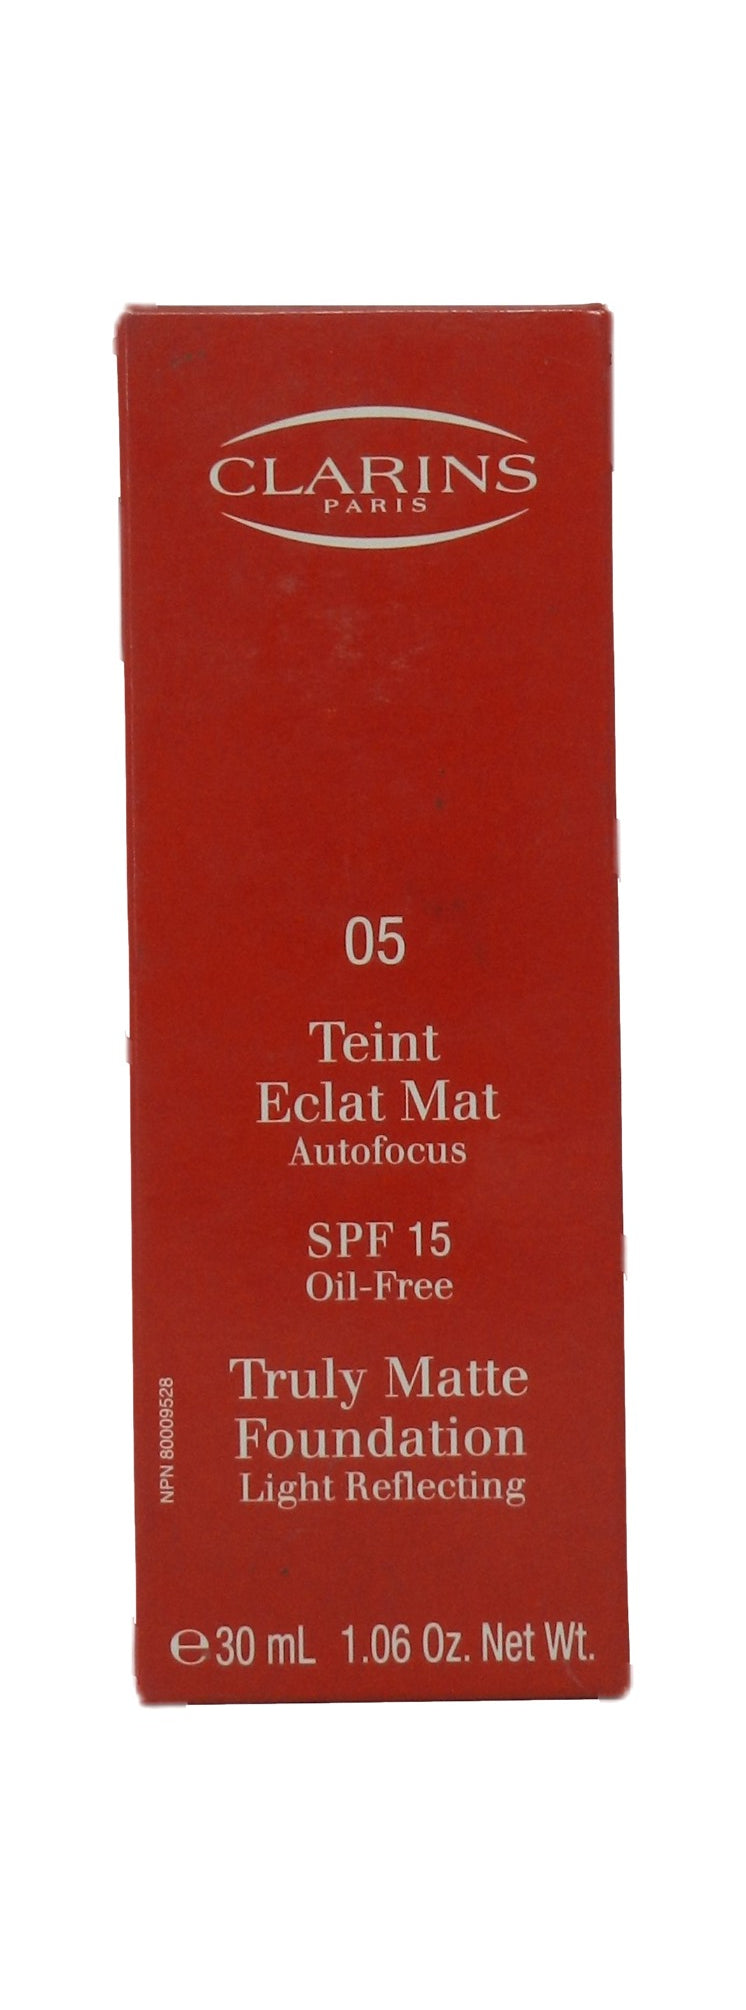 CLARINS
PARIS
05
Teint
Eclat Mat
Autofocus
SPF 15
Oil-Free
Truly Matte
Foundation
Light Reflecting
NPN 80009528
℮30 mL 1.06 Oz. Net Wt.